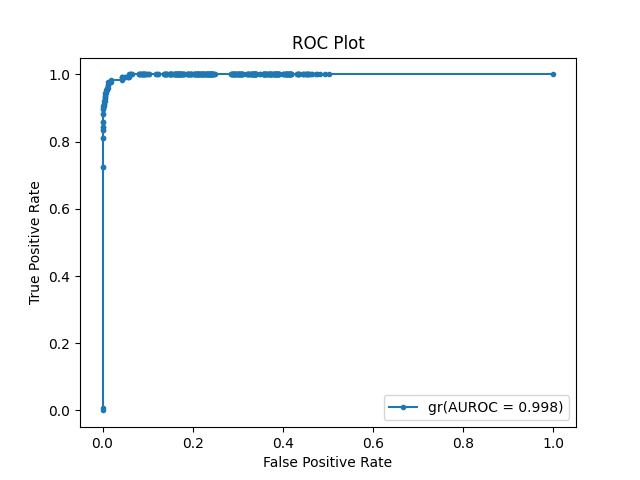 ROC Plot
1.0
0.8
0.6
0.4
0.2
0.0
True Positive Rate
gr(AUROC = 0.998)
0.0 0.2 0.4 0.6 0.8 1.0
False Positive Rate